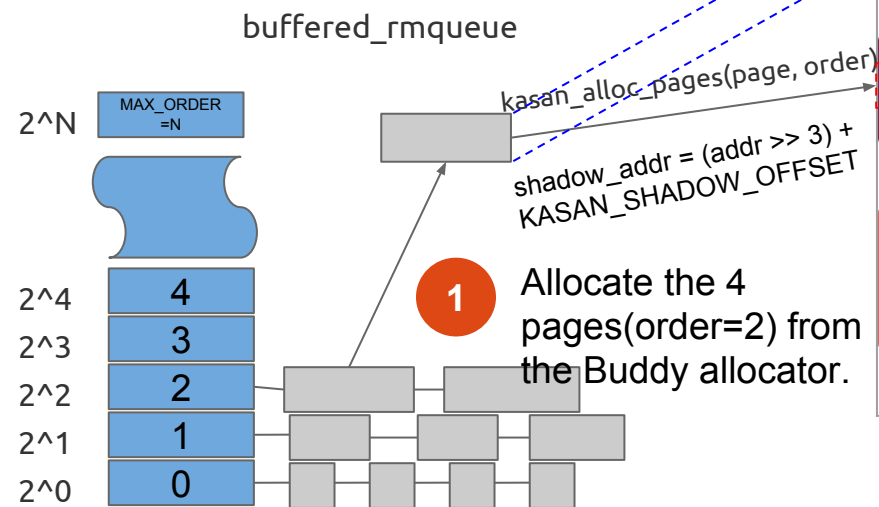 buffered_rmqueue
kasan_alloc_pages(page, order)
2^N
MAX_ORDER
=N
shadow_addr = (addr >> 3) +
KASAN_SHADOW_OFFSET
1
Allocate the 4
pages(order=2) from
the Buddy allocator.
2^4
4
2^3
3
2^2
2
2^1
1
2^0
0